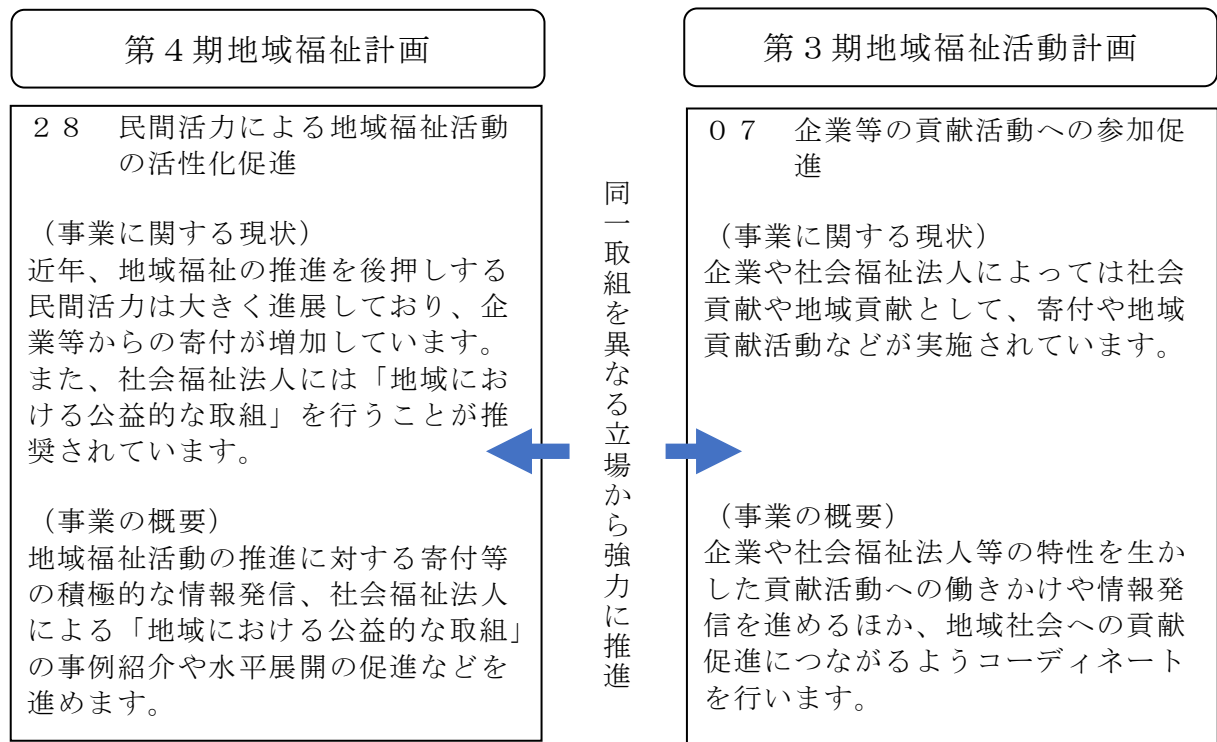 第４期地域福祉計画
２８　民間活力による地域福祉活動
の活性化促進
（事業に関する現状）
近年、地域福祉の推進を後押しする
民間活力は大きく進展しており、企
業等からの寄付が増加しています。
また、社会福祉法人には「地域にお
ける公益的な取組」を行うことが推
奨されています。
（事業の概要）
地域福祉活動の推進に対する寄付等
の積極的な情報発信、社会福祉法人
による「地域における公益的な取組」
の事例紹介や水平展開の促進などを
進めます。
同一取組を異なる立場から強力に推進
第３期地域福祉活動計画
０７　企業等の貢献活動への参加促
進
（事業に関する現状）
企業や社会福祉法人によっては社会
貢献や地域貢献として、寄付や地域
貢献活動などが実施されています。
（事業の概要）
企業や社会福祉法人等の特性を生か
した貢献活動への働きかけや情報発
信を進めるほか、地域社会への貢献
促進につながるようコーディネート
を行います。